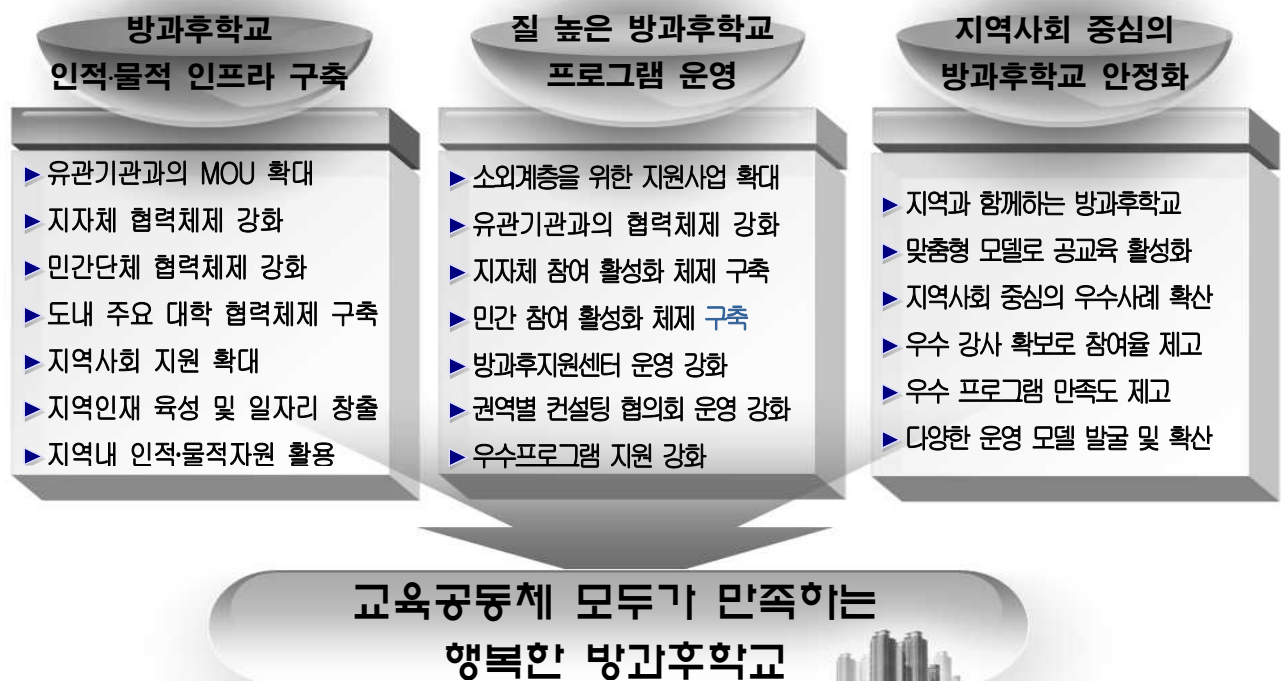 방과후학교
인적·물적 인프라 구축
▶유관기관과의 MOU 확대
▶지자체 협력체제 강화
▶민간단체 협력체제 강화
▶도내 주요 대학 협력체제 구축
▶지역사회 지원 확대
▶지역인재 육성 및 일자리 창출
▶지역내 인적·물적자원 활용
질 높은 방과후학교
프로그램 운영
▶소외계층을 위한 지원사업 확대
▶유관기관과의 협력체제 강화
▶지자체 참여 활성화 체제 구축
▶민간 참여 활성화 체제 구축
▶방과후지원센터 운영 강화
▶권역별 컨설팅 협의회 운영 강화
▶우수프로그램 지원 강화
지역사회 중심의
방과후학교 안정화
▶지역과 함께하는 방과후학교
▶맞춤형 모델로 공교육 활성화
▶지역사회 중심의 우수사례 확산
▶우수 강사 확보로 참여율 제고
▶우수 프로그램 만족도 제고
▶다양한 운영 모델 발굴 및 확산
교육공동체 모두가 만족하는
행복한 방과후학교